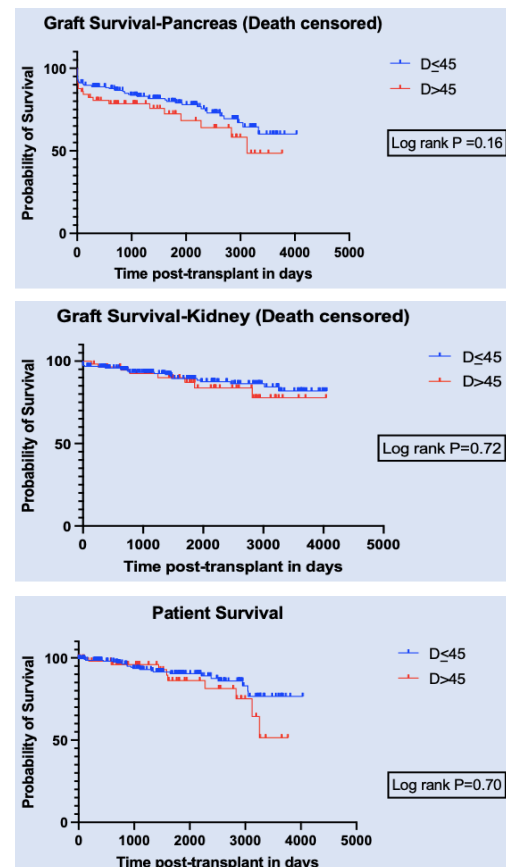 Graft Survival-Pancreas (Death censored)
Probability of Survival
100
50
0
0 1000 2000 3000 4000 5000
Time post-transplant in days
D≤45
D>45
Log rank P =0.16
Graft Survival-Kidney (Death censored)
Probability of Survival
100
50
0
0 1000 2000 3000 4000 5000
Time post-transplant in days
D≤45
D>45
Log rank P=0.72
Patient Survival
Probability of Survival
100
50
0
0 1000 2000 3000 4000 5000
Time post-transplant in days
D≤45
D>45
Log rank P=0.70